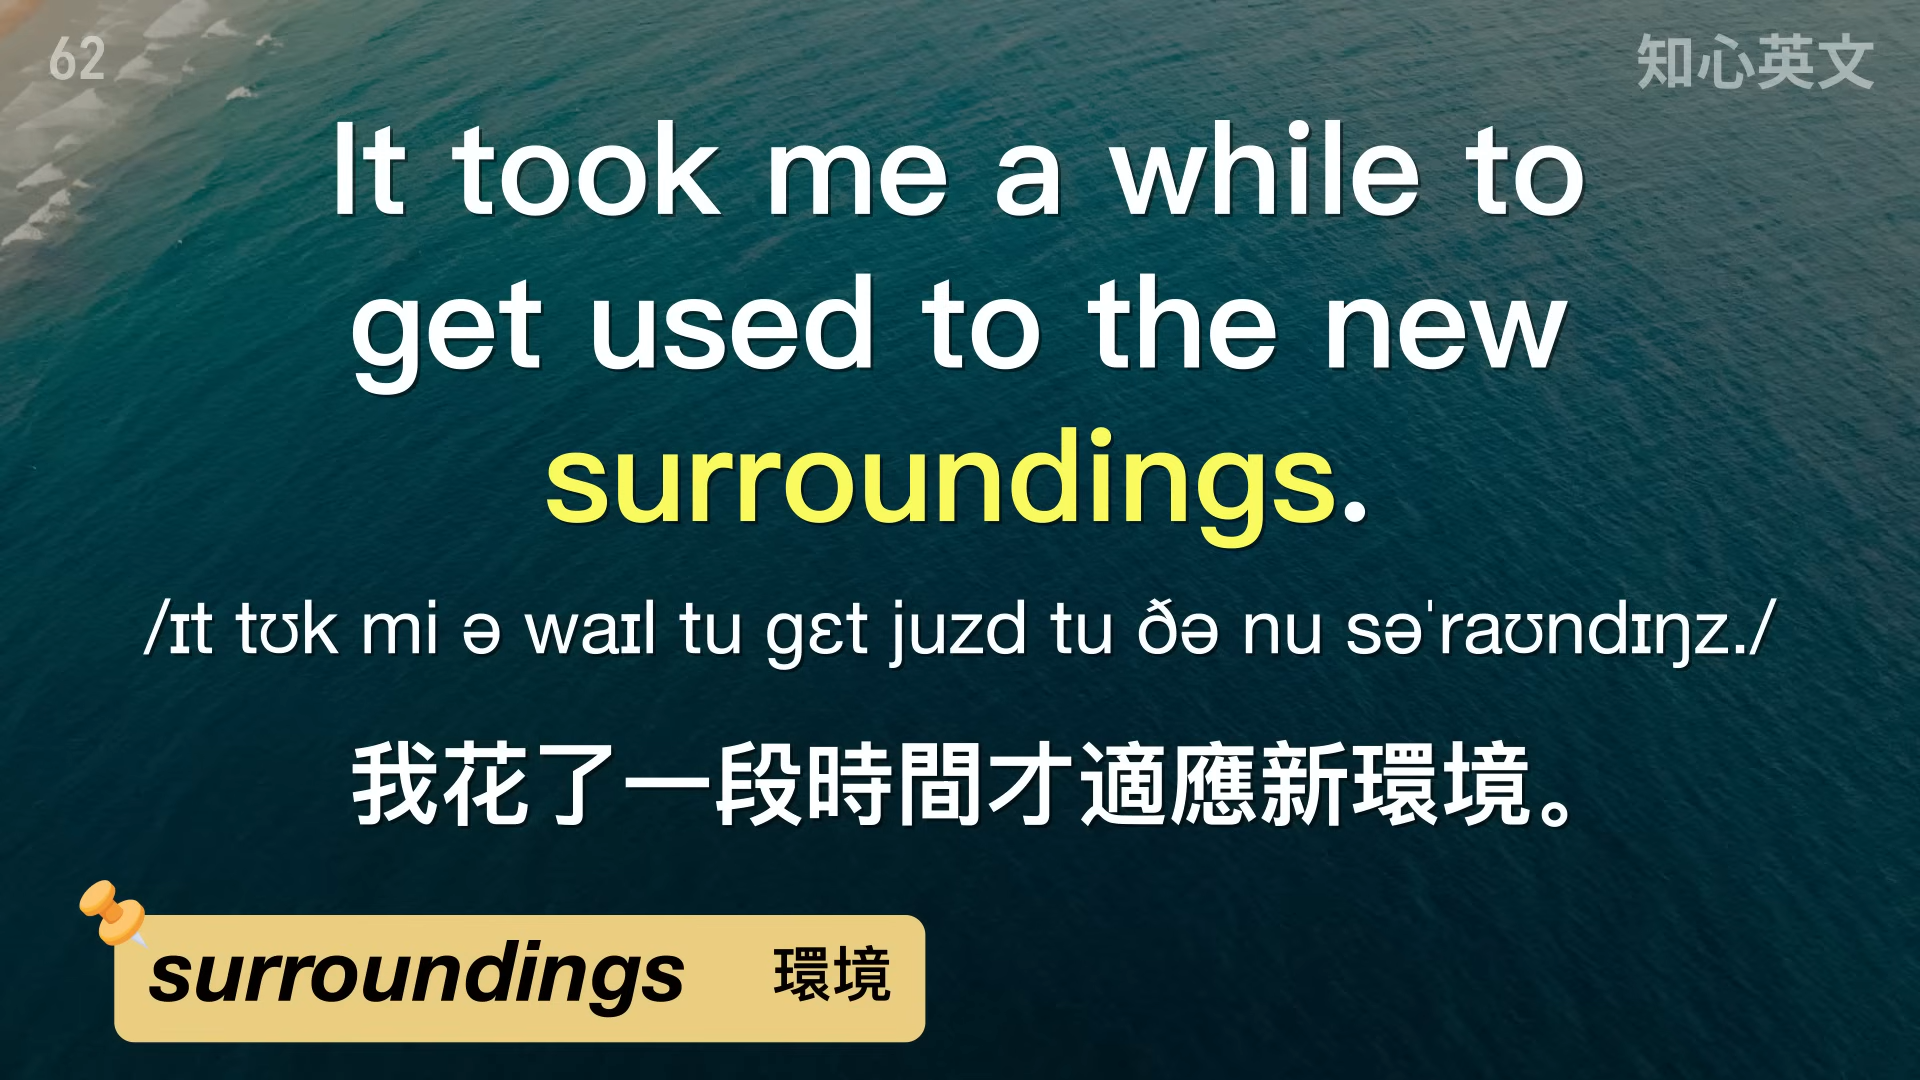 62
知心英文
It took me a while to
get used to the new
surroundings.
/ɪt tʊk mi ə waɪl tu gɛt juzd tu ðə nu səˈraʊndɪŋz./
我花了一段時間才適應新環境。
surroundings 環境